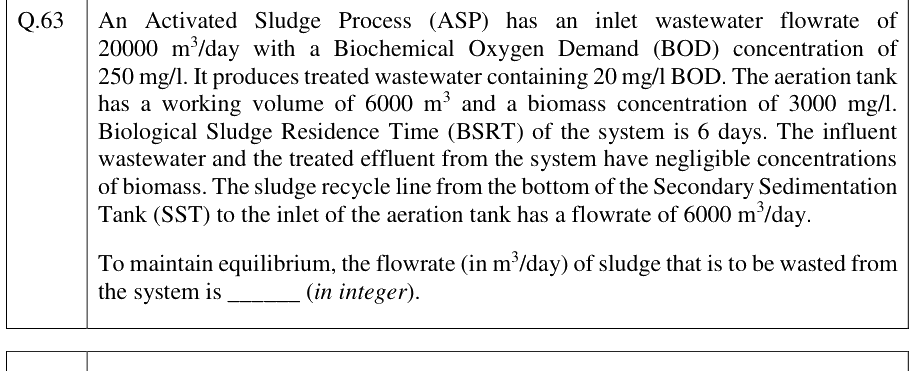 Q.63 An Activated Sludge Process (ASP) has an inlet wastewater flowrate of
20000 m³/day with a Biochemical Oxygen Demand (BOD) concentration of
250 mg/l. It produces treated wastewater containing 20 mg/l BOD. The aeration tank
has a working volume of 6000 m³ and a biomass concentration of 3000 mg/l.
Biological Sludge Residence Time (BSRT) of the system is 6 days. The influent
wastewater and the treated effluent from the system have negligible concentrations
of biomass. The sludge recycle line from the bottom of the Secondary Sedimentation
Tank (SST) to the inlet of the aeration tank has a flowrate of 6000 m³/day.
To maintain equilibrium, the flowrate (in m³/day) of sludge that is to be wasted from
the system is ______ (in integer).